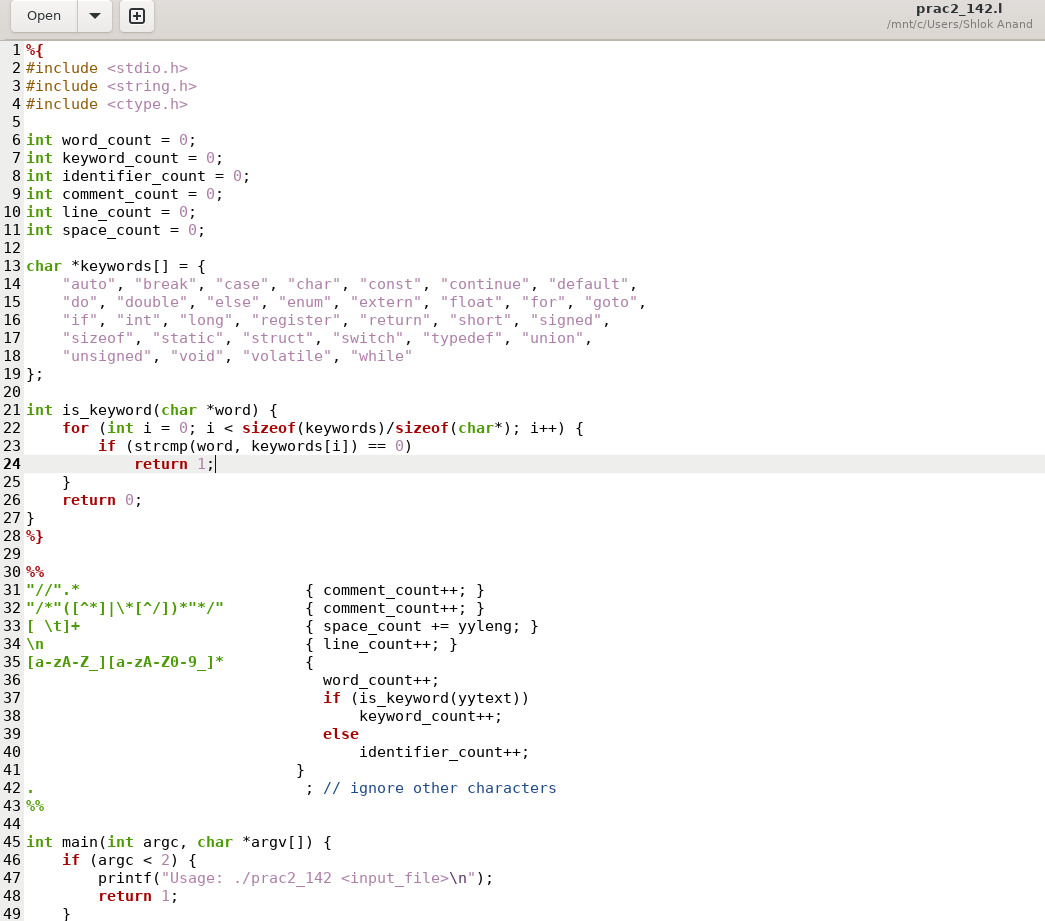 Open
prac2_142.l
/mnt/c/Users/Shlok Anand
1 %{
2 #include <stdio.h>
3 #include <string.h>
4 #include <ctype.h>
5
6 int word_count = 0;
7 int keyword_count = 0;
8 int identifier_count = 0;
9 int comment_count = 0;
10 int line_count = 0;
11 int space_count = 0;
12
13 char *keywords[] = {
14     "auto", "break", "case", "char", "const", "continue", "default",
15     "do", "double", "else", "enum", "extern", "float", "for", "goto",
16     "if", "int", "long", "register", "return", "short", "signed",
17     "sizeof", "static", "struct", "switch", "typedef", "union",
18     "unsigned", "void", "volatile", "while"
19 };
20
21 int is_keyword(char *word) {
22     for (int i = 0; i < sizeof(keywords)/sizeof(char*); i++) {
23         if (strcmp(word, keywords[i]) == 0)
24             return 1;
25     }
26     return 0;
27 }
28 %}
29
30 %%
31 "//".*                         { comment_count++; }
32 "/*"([^*]|\*[^/])*"*/"         { comment_count++; }
33 [ \t]+                         { space_count += yyleng; }
34 \n                             { line_count++; }
35 [a-zA-Z_][a-zA-Z0-9_]*         {
36                                  word_count++;
37                                  if (is_keyword(yytext))
38                                      keyword_count++;
39                                  else
40                                      identifier_count++;
41                               }
42 .                              ; // ignore other characters
43 %%
44
45 int main(int argc, char *argv[]) {
46     if (argc < 2) {
47         printf("Usage: ./prac2_142 <input_file>\n");
48         return 1;
49     }